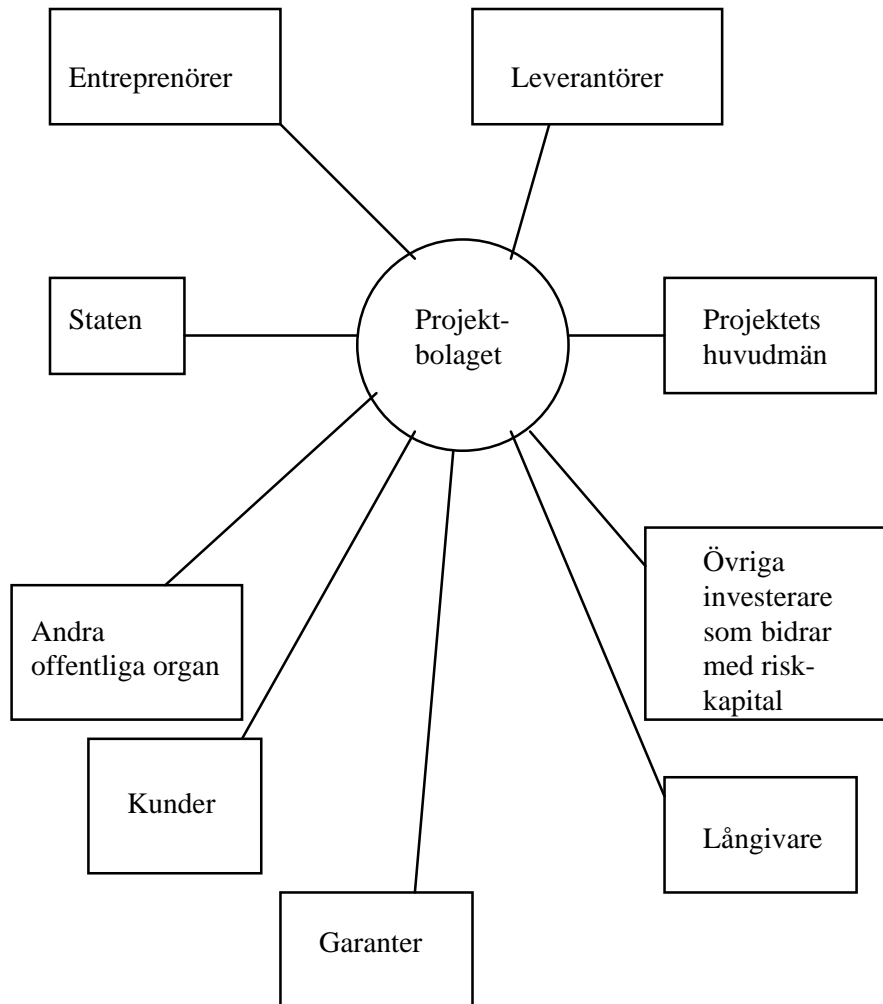 Entreprenörer
Leverantörer
Staten
Projekt-
bolaget
Projektets
huvudmän
Övriga
investerare
som bidrar
med risk-
kapital
Andra
offentliga organ
Kunder
Långivare
Garanter